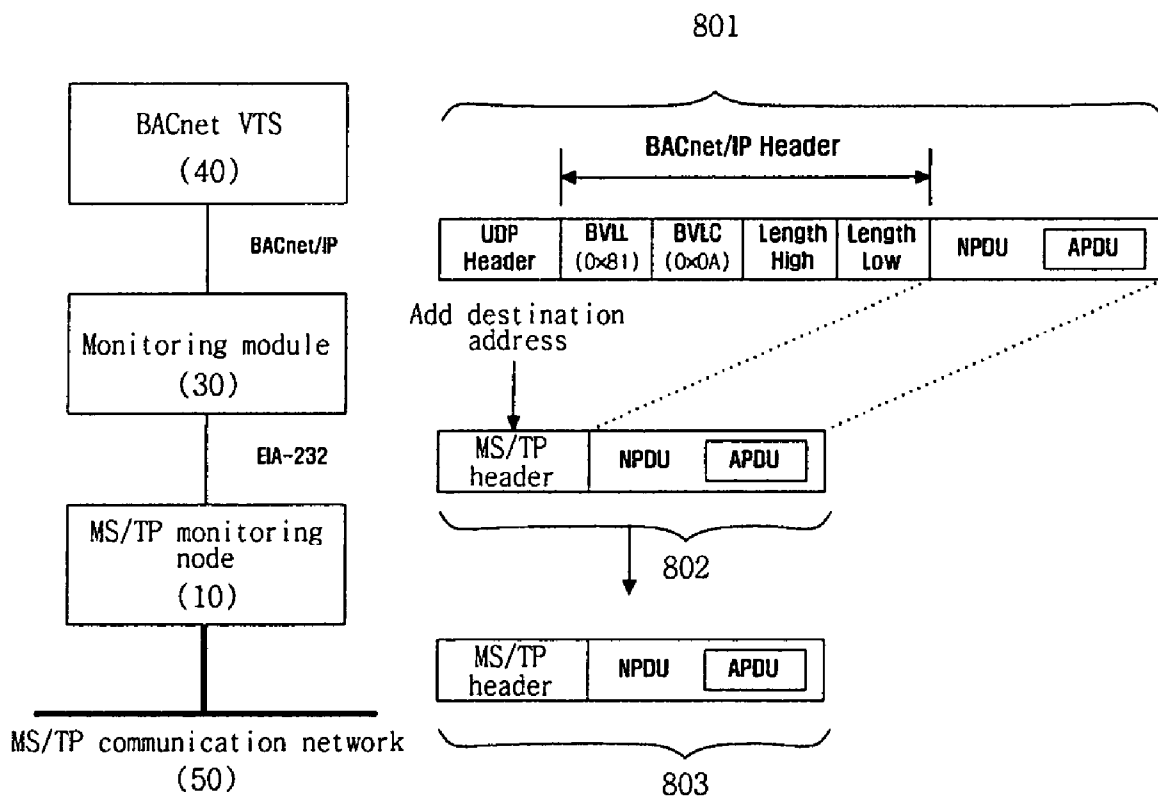 801
BACnet VTS
(40)
BACnet/IP
Monitoring module
(30)
EIA-232
MS/TP monitoring
node
(10)
MS/TP communication network
(50)
BACnet/IP Header
UDP
Header
BVLL
(0x81)
BVLC
(0x0A)
Length
High
Length
Low
NPDU
APDU
Add destination
address
MS/TP
header
NPDU
APDU
802
MS/TP
header
NPDU
APDU
803